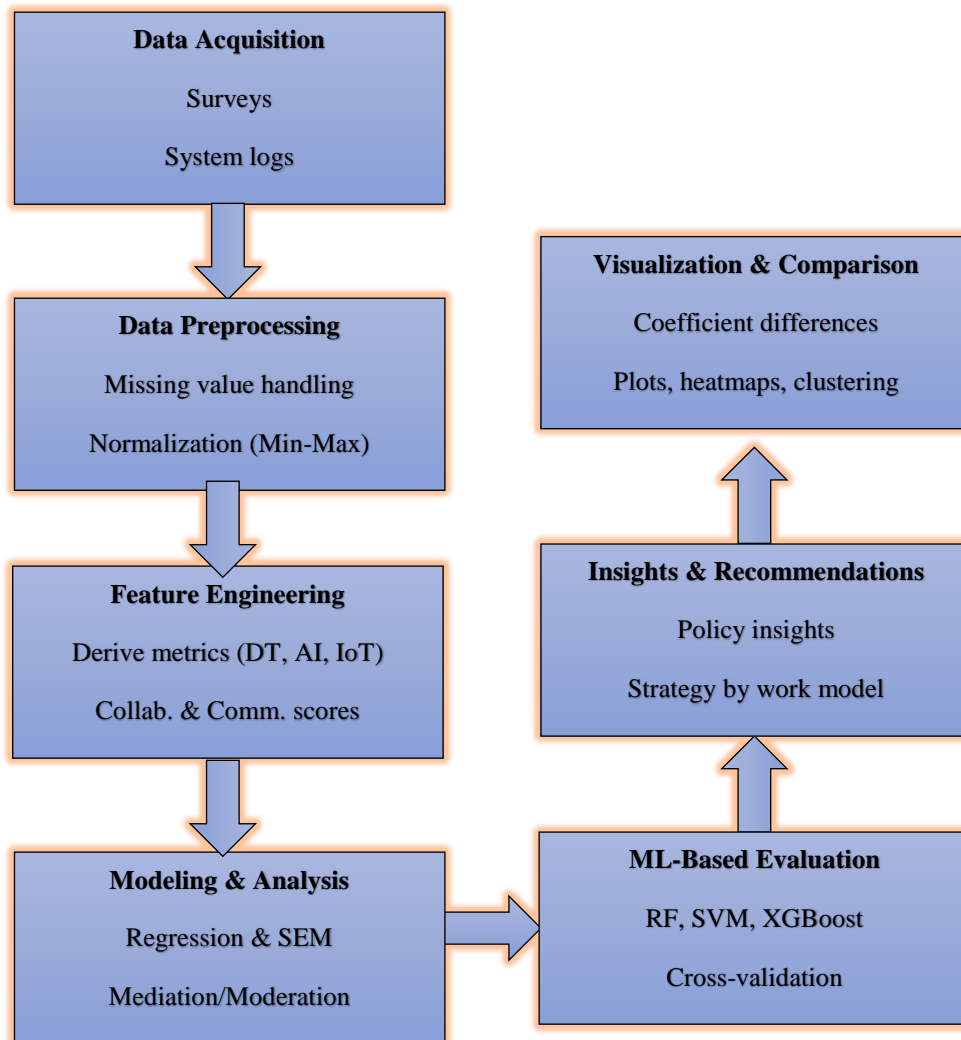 Data Acquisition
Surveys
System logs
Data Preprocessing
Missing value handling
Normalization (Min-Max)
Feature Engineering
Derive metrics (DT, AI, IoT)
Collab. & Comm. scores
Modeling & Analysis
Regression & SEM
Mediation/Moderation
ML-Based Evaluation
RF, SVM, XGBoost
Cross-validation
Insights & Recommendations
Policy insights
Strategy by work model
Visualization & Comparison
Coefficient differences
Plots, heatmaps, clustering